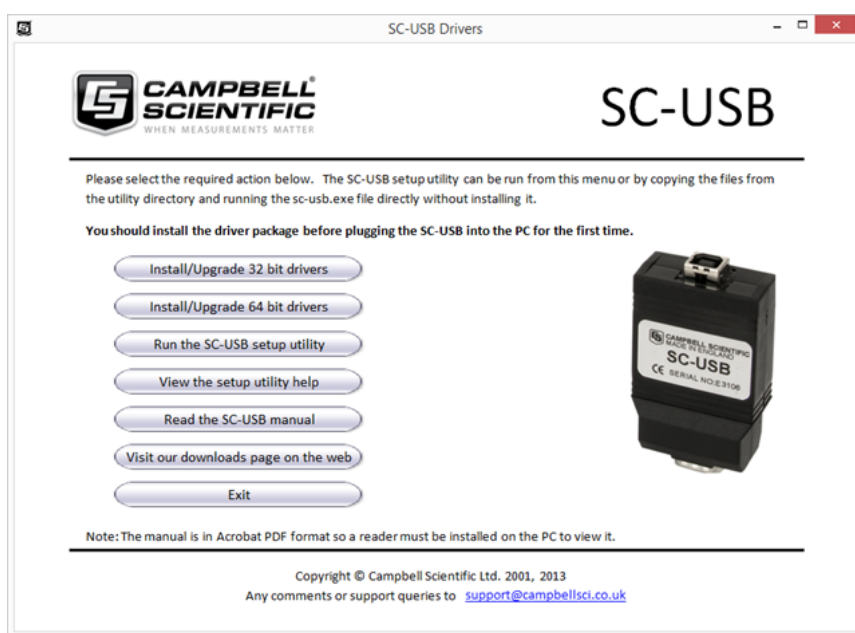 SC-USB Drivers
CAMPBELL
SCIENTIFIC
WHEN MEASUREMENTS MATTER
SC-USB
Please select the required action below. The SC-USB setup utility can be run from this menu or by copying the files from
the utility directory and running the sc-usb.exe file directly without installing it.
You should install the driver package before plugging the SC-USB into the PC for the first time.
Install/Upgrade 32 bit drivers
Install/Upgrade 64 bit drivers
Run the SC-USB setup utility
View the setup utility help
Read the SC-USB manual
Visit our downloads page on the web
Exit
CAMPBELL SCIENTIFIC
MADE IN ENGLAND
SC-USB
CE SERIAL NO:E3106
Note: The manual is in Acrobat PDF format so a reader must be installed on the PC to view it.
Copyright © Campbell Scientific Ltd. 2001, 2013
Any comments or support queries to support@campbellsci.co.uk